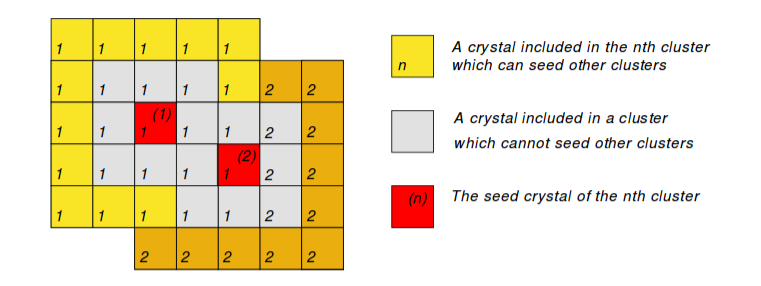 1 1 1 1 1
1 1 1 1 1 2 2
(1)
1 1 1 1 1 2 2
(2)
1 1 1 1 1 2 2
1 1 1 1 1 2 2
2 2 2 2 2
A crystal included in the nth cluster
n which can seed other clusters
A crystal included in a cluster
which cannot seed other clusters
(n) The seed crystal of the nth cluster